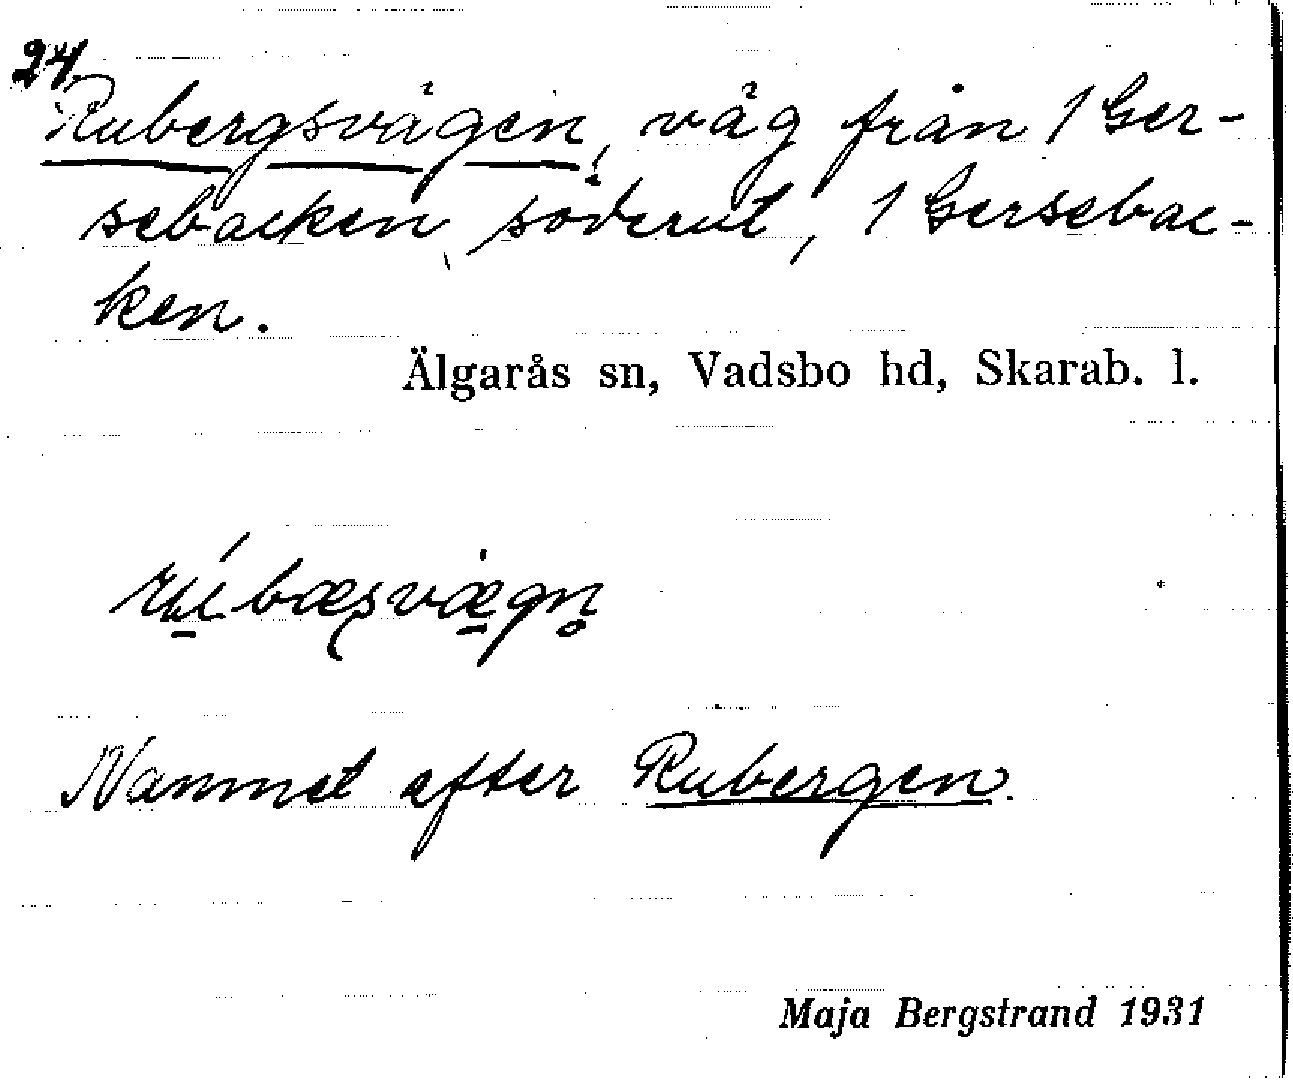 24
Rubergsvägen, väg från 1 Ger-
sebacken söderut, 1 Gersebac-
ken.
Älgarås sn, Vadsbo hd, Skarab. l.
Namnet efter Rubergen.
Maja Bergstrand 1931